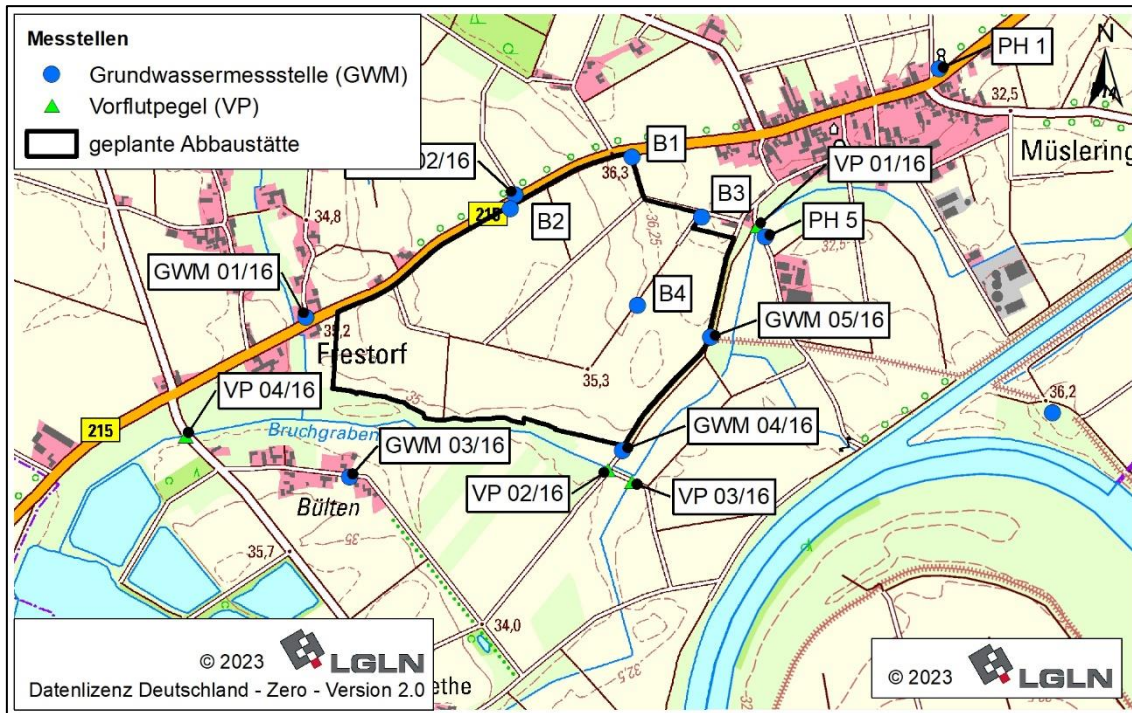 Messtellen
Grundwassermessstelle (GWM)
Vorflutpegel (VP)
geplante Abbaustätte
N
PH 1
32,5
Müslering
02/16
B1
36,3
VP 01/16
B3
215
B2
36,25
PH 5
32,5
34,8
GWM 01/16
B4
35,2
GWM 05/16
Frestorf
35,3
36,2
VP 04/16
35
215
Bruchgraben
GWM 03/16
GWM 04/16
VP 02/16
VP 03/16
Bülten
35
35,7
34,0
32,5
© 2023 LGLN
Datenlizenz Deutschland - Zero - Version 2.0
ethe
© 2023 LGLN